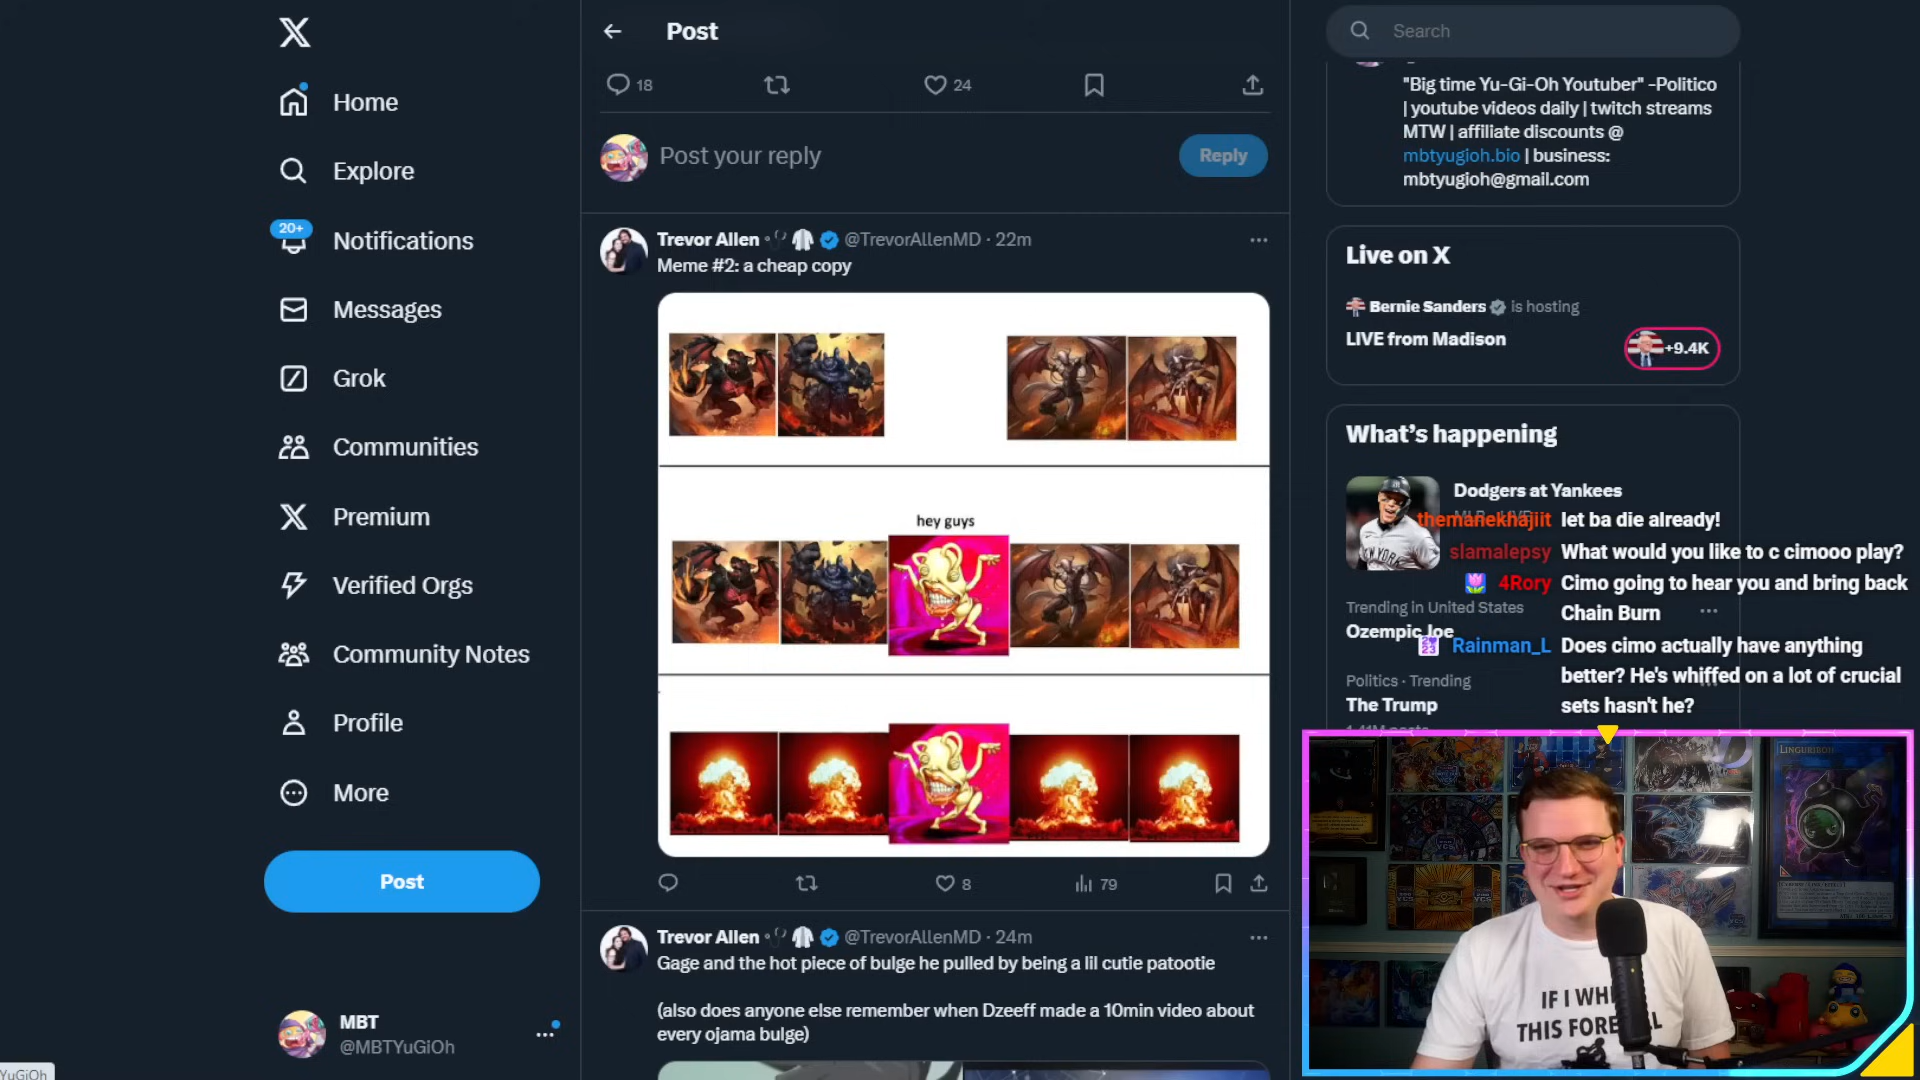 Home
Explore
20+
Notifications
Messages
Grok
Communities
Premium
Verified Orgs
Community Notes
Profile
More
Post
MBT
@MBTYuGiOh
YuGiOh
Post
18
24
Post your reply
Reply
Trevor Allen @TrevorAllenMD · 22m
Meme #2: a cheap copy
hey guys
8
79
Trevor Allen @TrevorAllenMD · 24m
Gage and the hot piece of bulge he pulled by being a lil cutie patootie
(also does anyone else remember when Dzeeff made a 10min video about
every ojama bulge)
Search
"Big time Yu-Gi-Oh Youtuber" -Politico
| youtube videos daily | twitch streams
MTW | affiliate discounts @
mbtyugioh.bio | business:
mbtyugioh@gmail.com
Live on X
Bernie Sanders is hosting
LIVE from Madison
+9.4K
What's happening
Dodgers at Yankees
themanekhajiit let ba die already!
slamalepsy What would you like to c cimooo play?
4Rory Cimo going to hear you and bring back
Chain Burn
Trending in United States
Ozempic Joe
Rainman_L Does cimo actually have anything
better? He's whiffed on a lot of crucial
sets hasn't he?
Politics · Trending
The Trump
LINGURIBOH
IF I WH
THIS FORE